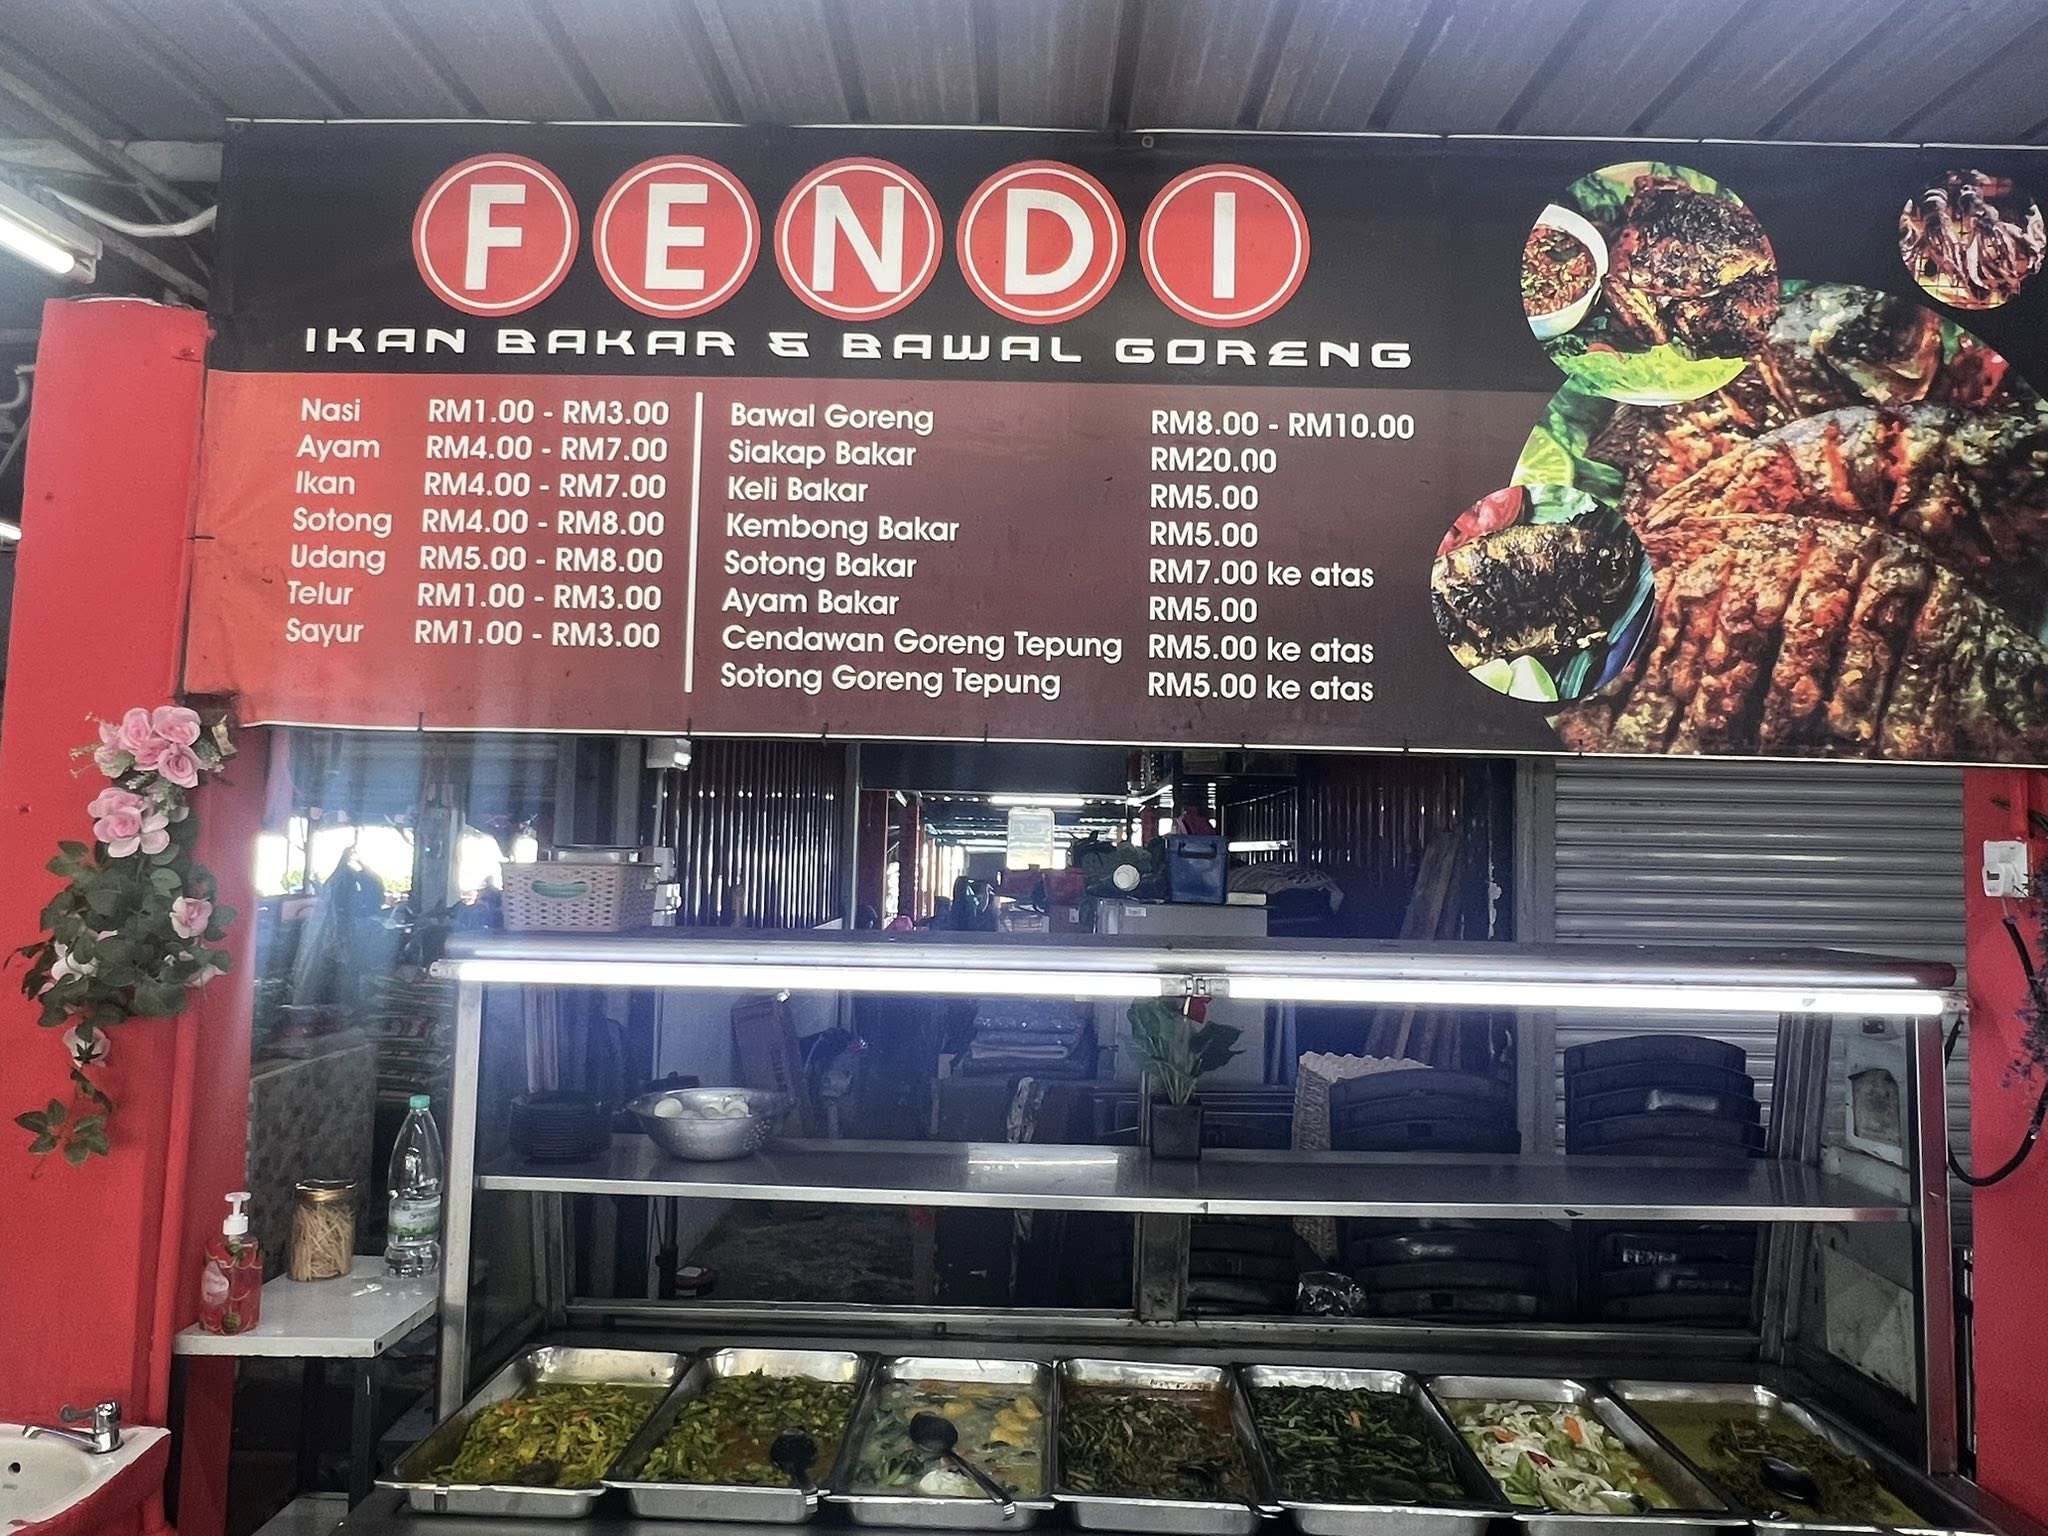 FENDI
IKAN BAKAR & BAWAL GORENG
Nasi RM1.00 - RM3.00
Ayam RM4.00 - RM7.00
Ikan RM4.00 - RM7.00
Sotong RM4.00 - RM8.00
Udang RM5.00 - RM8.00
Telur RM1.00 - RM3.00
Sayur RM1.00 - RM3.00
Bawal Goreng RM8.00 - RM10.00
Siakap Bakar RM20.00
Keli Bakar RM5.00
Kembong Bakar RM5.00
Sotong Bakar RM7.00 ke atas
Ayam Bakar RM5.00
Cendawan Goreng Tepung RM5.00 ke atas
Sotong Goreng Tepung RM5.00 ke atas